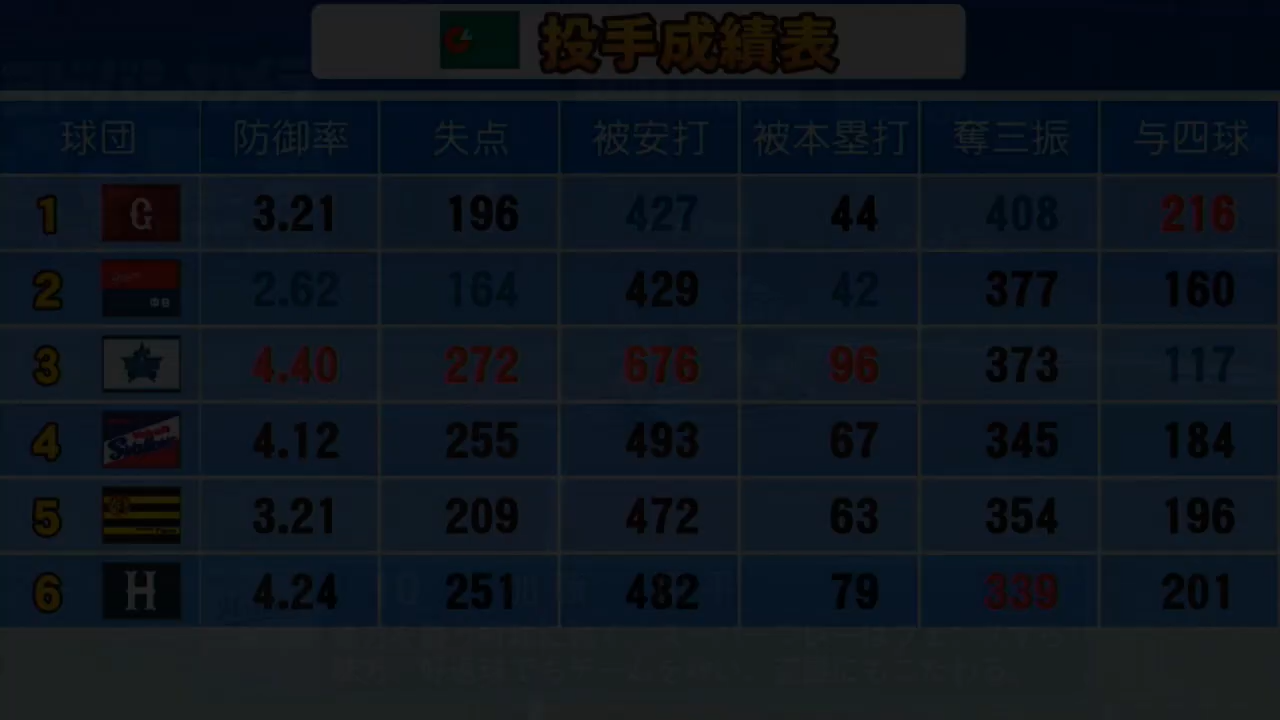 投手成績表
球団 防御率 失点 被安打 被本塁打 奪三振 与四球
1 G 3.21 196 427 44 408 216
2 2.62 164 429 42 377 160
3 4.40 272 676 96 373 117
4 4.12 255 493 67 345 184
5 3.21 209 472 63 354 196
6 H 4.24 251 482 79 339 201